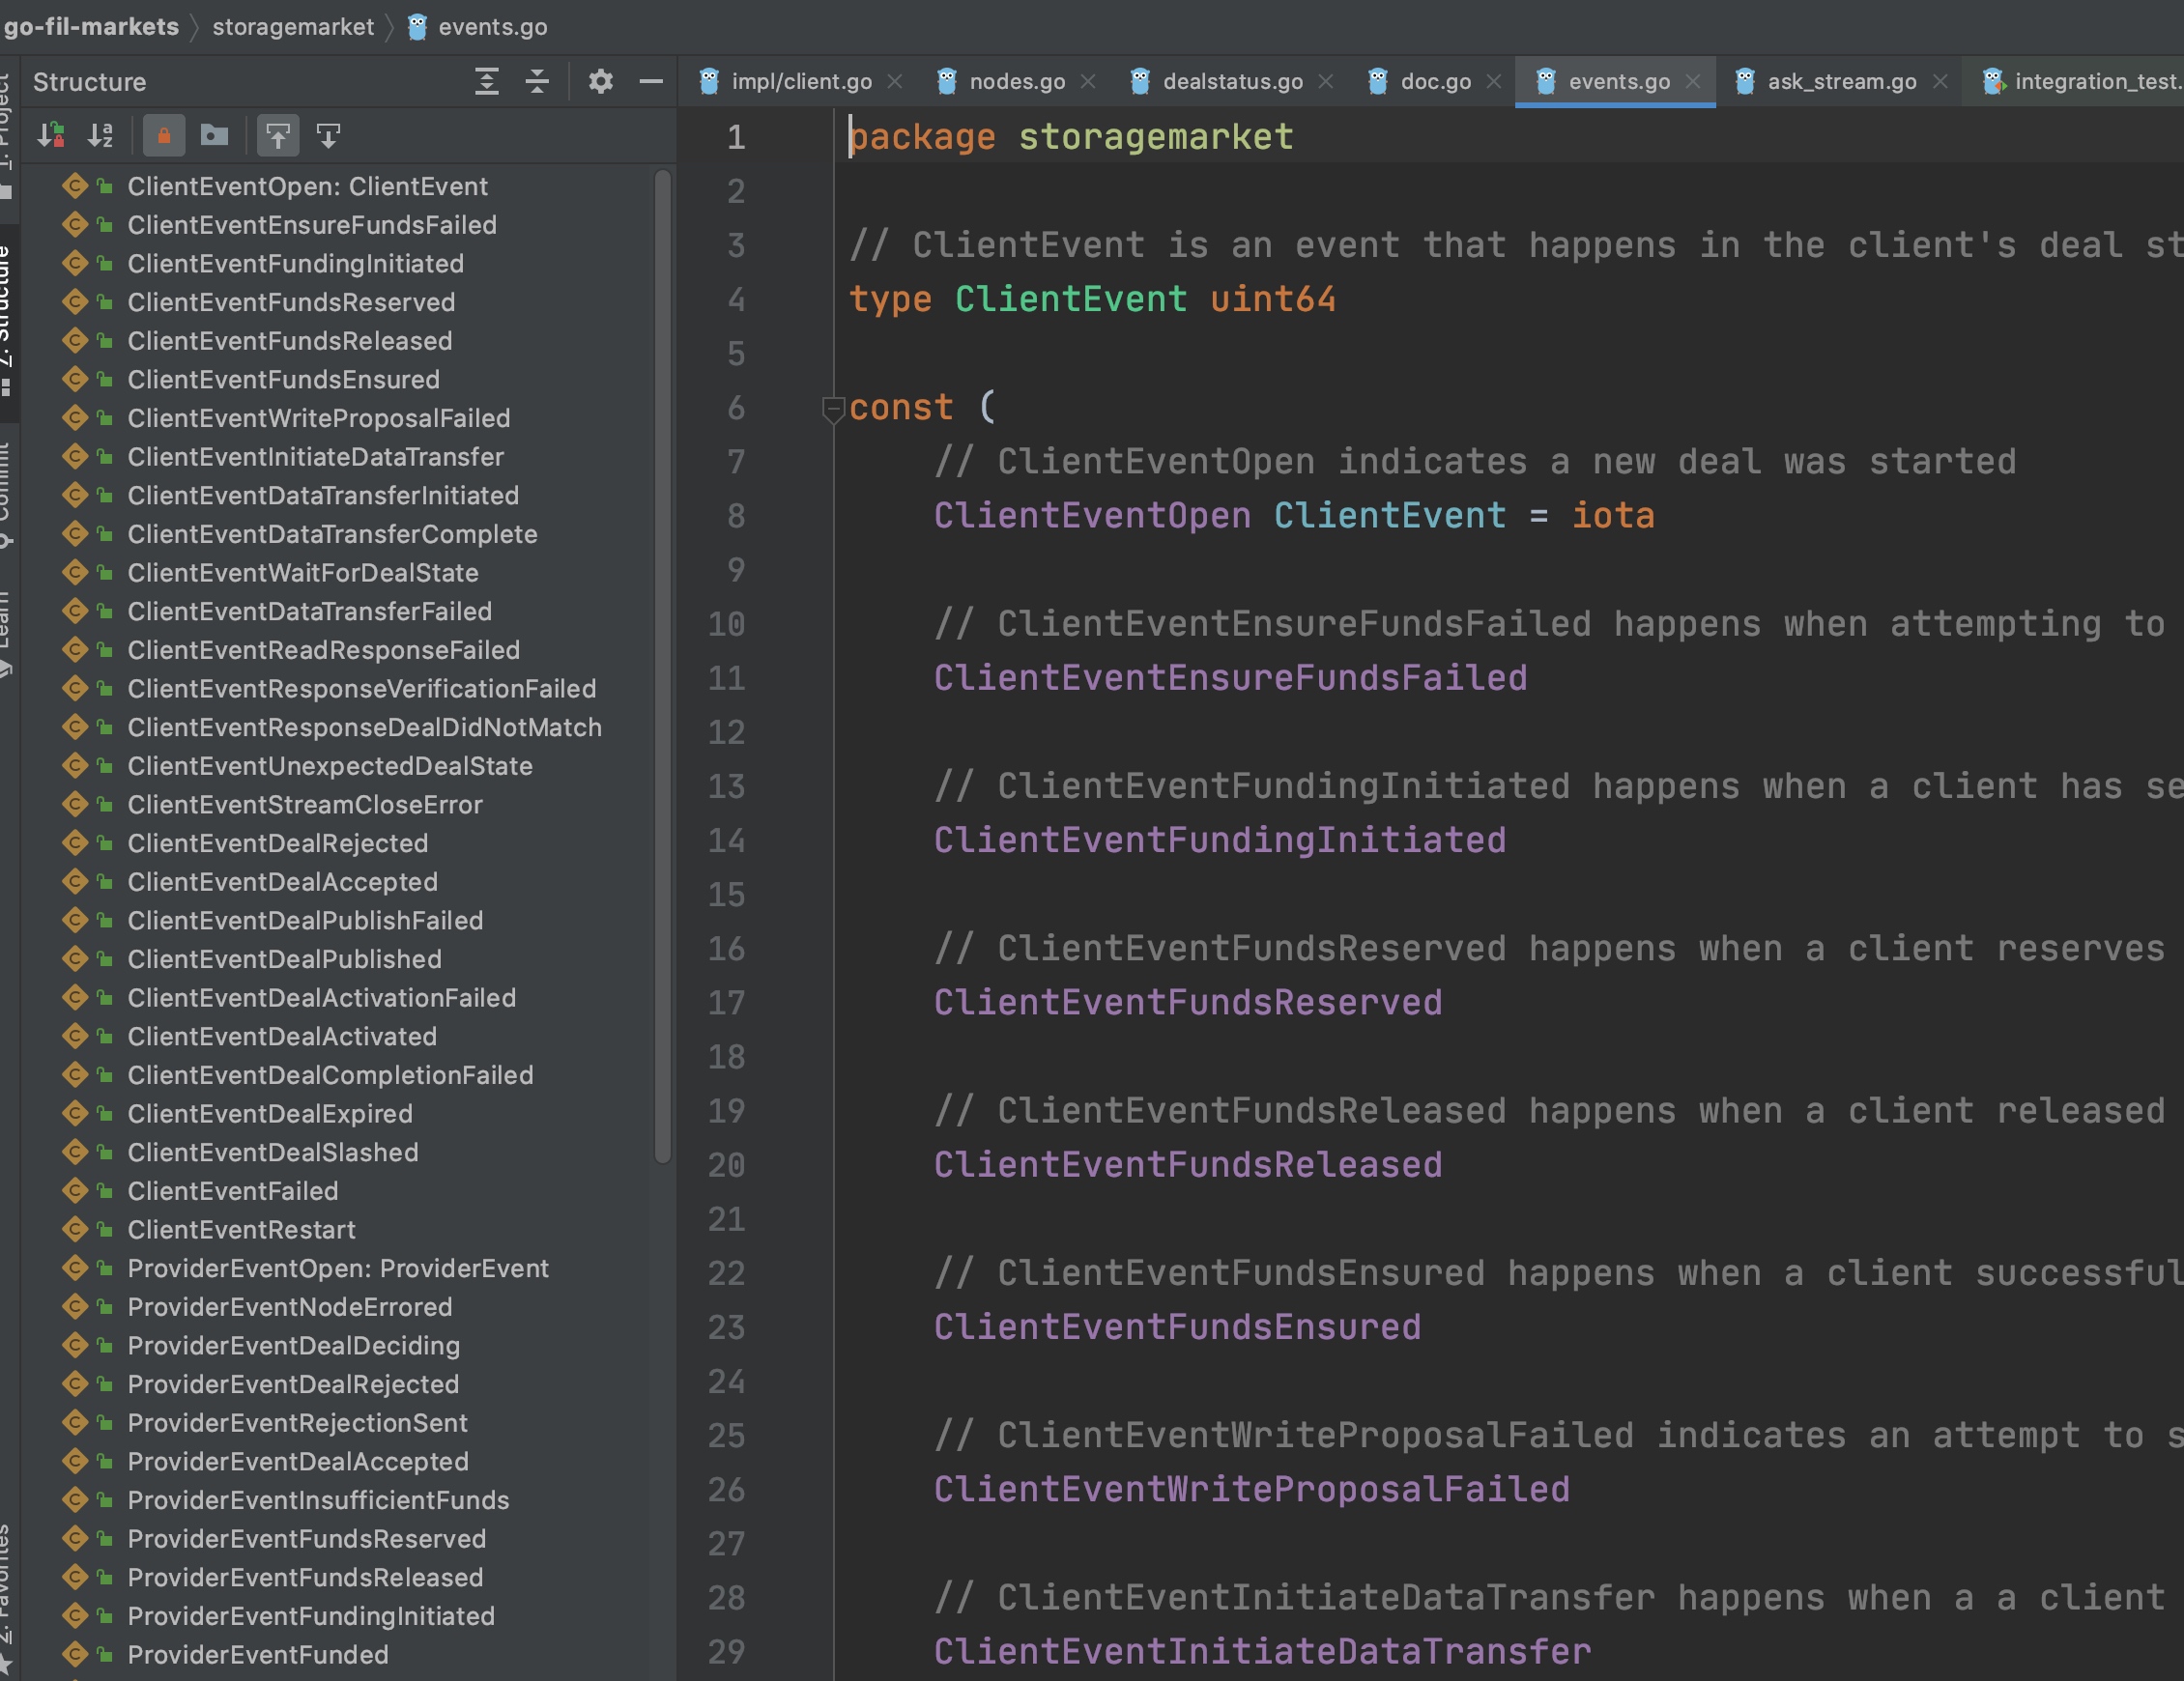 go-fil-markets storagemarket events.go
1: Project
7: Structure
Commit
Learn
2: Favorites
Structure
ClientEventOpen: ClientEvent
ClientEventEnsureFundsFailed
ClientEventFundingInitiated
ClientEventFundsReserved
ClientEventFundsReleased
ClientEventFundsEnsured
ClientEventWriteProposalFailed
ClientEventInitiateDataTransfer
ClientEventDataTransferInitiated
ClientEventDataTransferComplete
ClientEventWaitForDealState
ClientEventDataTransferFailed
ClientEventReadResponseFailed
ClientEventResponseVerificationFailed
ClientEventResponseDealDidNotMatch
ClientEventUnexpectedDealState
ClientEventStreamCloseError
ClientEventDealRejected
ClientEventDealAccepted
ClientEventDealPublishFailed
ClientEventDealPublished
ClientEventDealActivationFailed
ClientEventDealActivated
ClientEventDealCompletionFailed
ClientEventDealExpired
ClientEventDealSlashed
ClientEventFailed
ClientEventRestart
ProviderEventOpen: ProviderEvent
ProviderEventNodeErrored
ProviderEventDealDeciding
ProviderEventDealRejected
ProviderEventRejectionSent
ProviderEventDealAccepted
ProviderEventInsufficientFunds
ProviderEventFundsReserved
ProviderEventFundsReleased
ProviderEventFundingInitiated
ProviderEventFunded
impl/client.go nodes.go dealstatus.go doc.go events.go ask_stream.go integration_test.
1 package storagemarket
2
3 // ClientEvent is an event that happens in the client's deal st
4 type ClientEvent uint64
5
6 const (
7 // ClientEventOpen indicates a new deal was started
8 ClientEventOpen ClientEvent = iota
9
10 // ClientEventEnsureFundsFailed happens when attempting to
11 ClientEventEnsureFundsFailed
12
13 // ClientEventFundingInitiated happens when a client has se
14 ClientEventFundingInitiated
15
16 // ClientEventFundsReserved happens when a client reserves
17 ClientEventFundsReserved
18
19 // ClientEventFundsReleased happens when a client released
20 ClientEventFundsReleased
21
22 // ClientEventFundsEnsured happens when a client successful
23 ClientEventFundsEnsured
24
25 // ClientEventWriteProposalFailed indicates an attempt to s
26 ClientEventWriteProposalFailed
27
28 // ClientEventInitiateDataTransfer happens when a a client
29 ClientEventInitiateDataTransfer